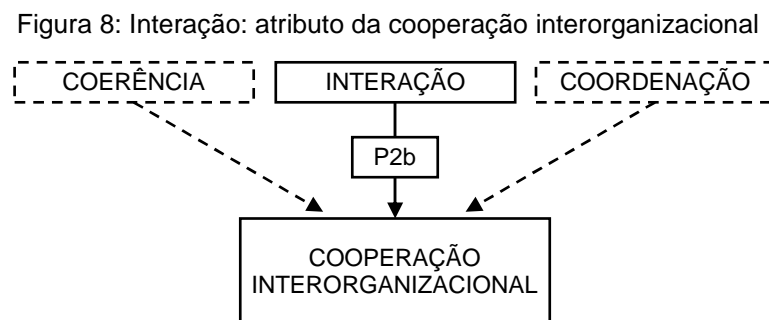 Figura 8: Interação: atributo da cooperação interorganizacional
COERÊNCIA INTERAÇÃO COORDENAÇÃO
P2b
COOPERAÇÃO
INTERORGANIZACIONAL